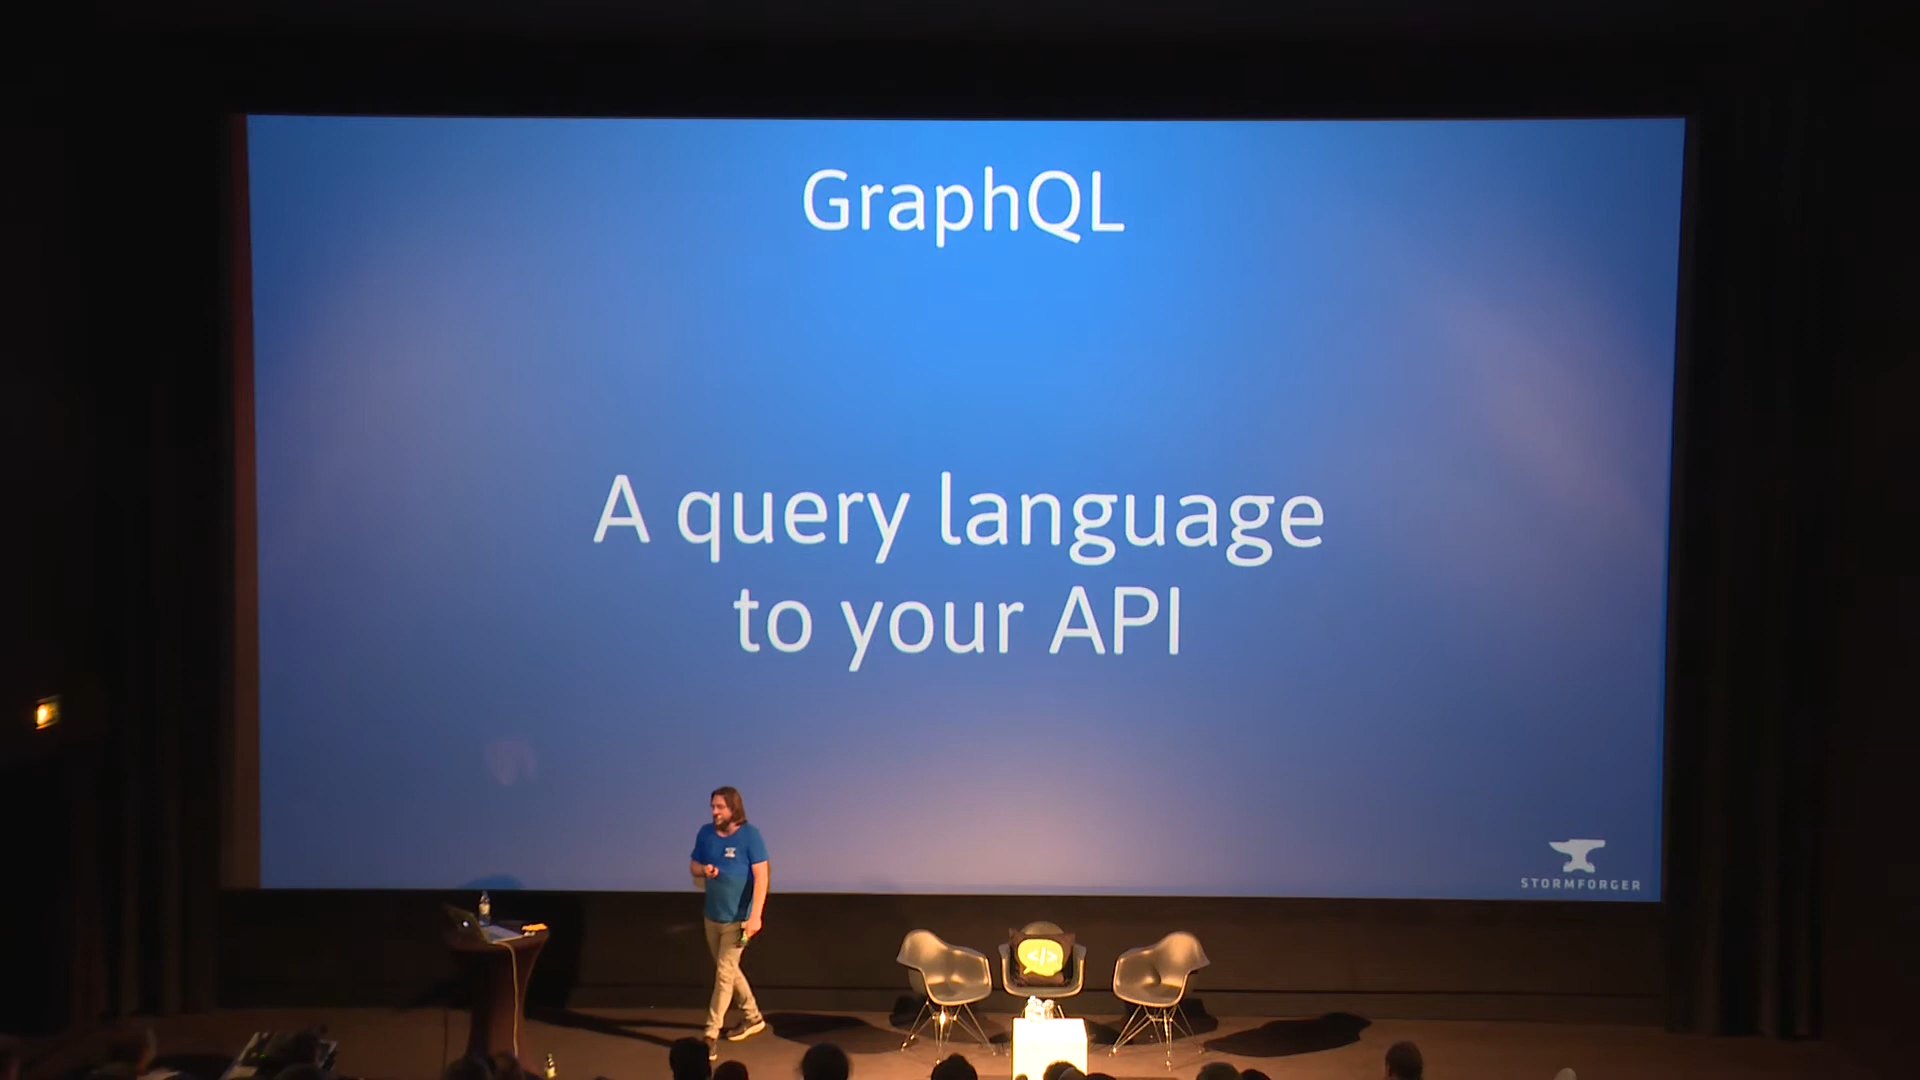 GraphQL
A query language
to your API
STORMFORGER
</>